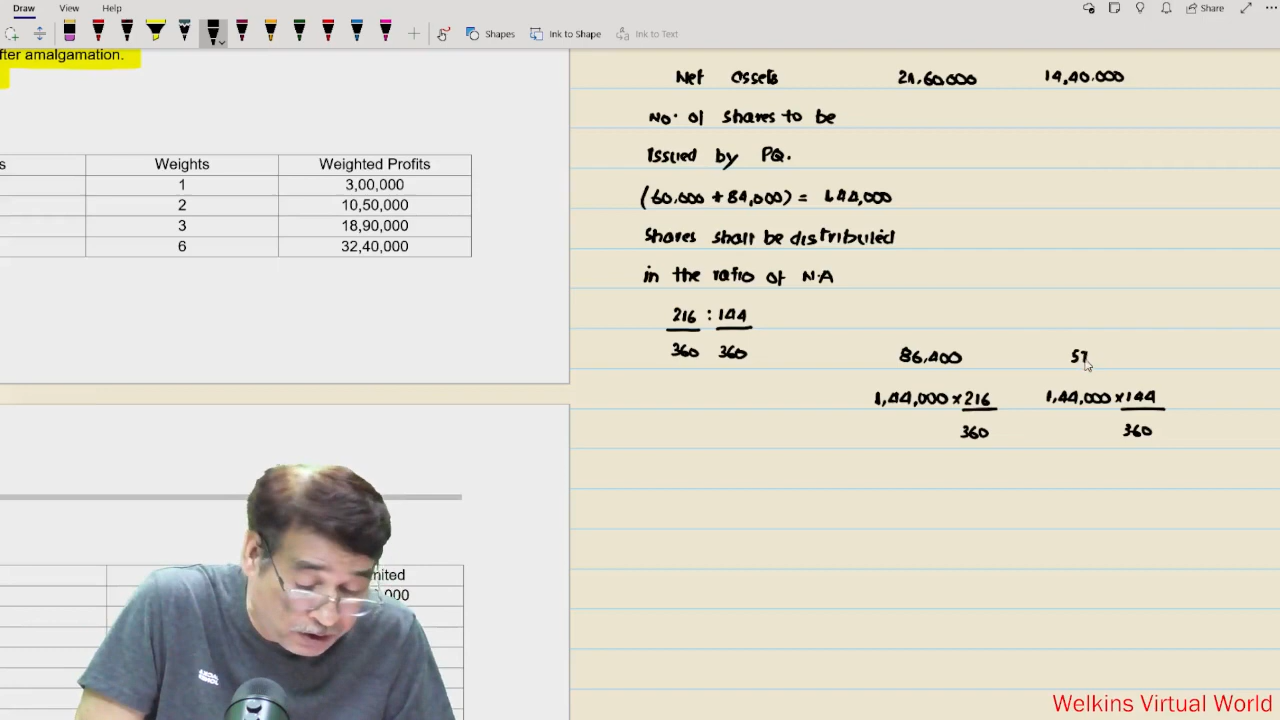 Draw View Help
Share
Shapes Ink to Shape Ink to Text
fter amalgamation.
s Weights Weighted Profits
1 3,00,000
2 10,50,000
3 18,90,000
6 32,40,000
Net assets 21,60,000 14,40,000
No. of shares to be
Issued by PQ.
(60,000 + 84,000) = 144,000
Shares shall be distributed
in the ratio of N.A
216 : 144
360 360
86,400 57
1,44,000 × 216 1,44,000 × 144
360 360
mited
,000
Welkins Virtual World